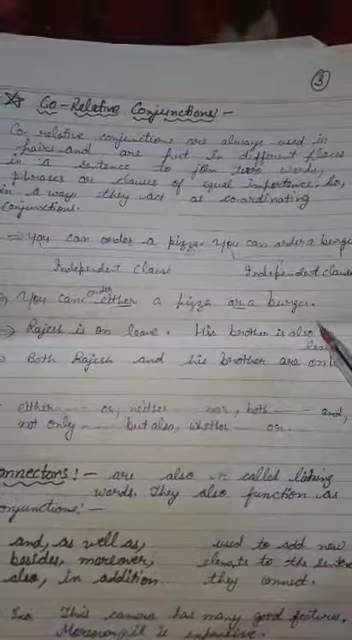 3
Co-Relative Conjunctions -
Co-relative conjunctions are always used in
pairs and are put in different places
in a sentence to join two words,
phrases or clauses of equal importance. So,
in a way they act as co-ordinating
conjunctions.
→ You can order a pizza. You can order a burger
Independent Clause Independent clause
You can order either a pizza or a burger.
→ Rajesh is on leave. His brother is also on
leave
Both Rajesh and his brother are on
either or, neither nor, both and,
not only but also, whether or.
onnectors! - are also called linking
words. They also function as
onjunctions! -
and, as well as, used to add new
besides, moreover, to the sentence
also, in addition they connect.
This camera has many good features.
Moreover, it is expensive